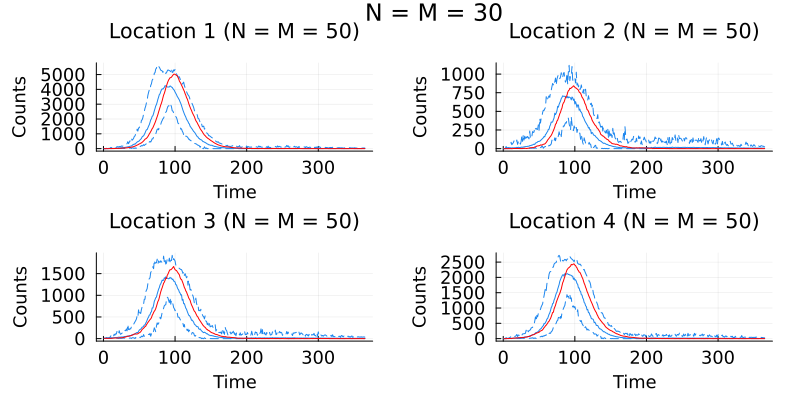 N = M = 30
Location 1 (N = M = 50)
5000
4000
3000
2000
1000
0
Counts
0 100 200 300
Time
Location 2 (N = M = 50)
1000
750
500
250
0
Counts
0 100 200 300
Time
Location 3 (N = M = 50)
1500
1000
500
0
Counts
0 100 200 300
Time
Location 4 (N = M = 50)
2500
2000
1500
1000
500
0
Counts
0 100 200 300
Time